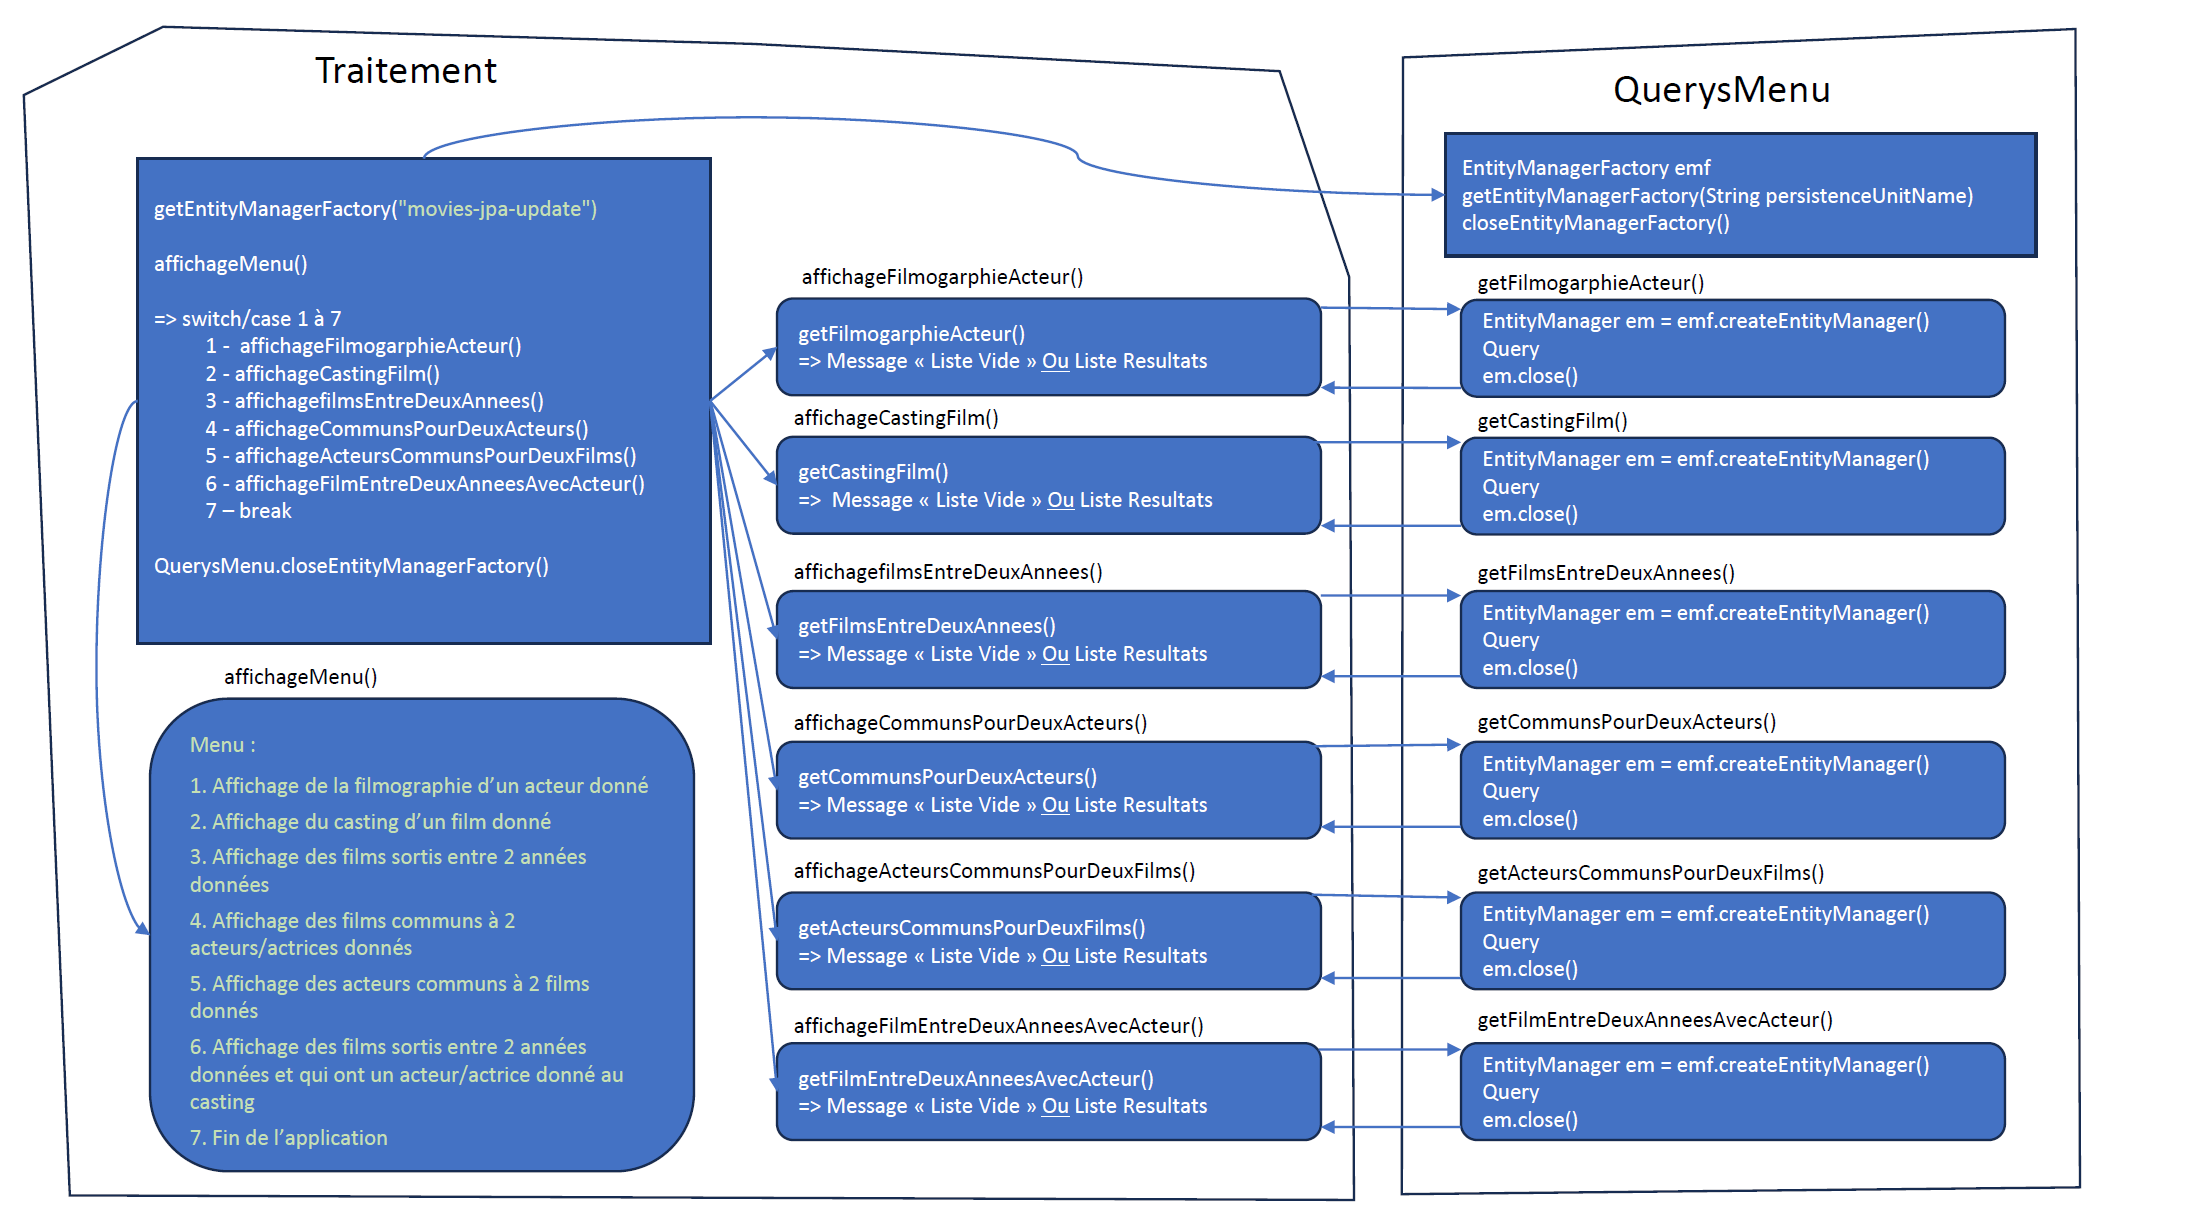 Traitement
getEntityManagerFactory("movies-jpa-update")
affichageMenu()
=> switch/case 1 à 7
1 -  affichageFilmogarphieActeur()
2 - affichageCastingFilm()
3 - affichagefilmsEntreDeuxAnnees()
4 - affichageCommunsPourDeuxActeurs()
5 - affichageActeursCommunsPourDeuxFilms()
6 - affichageFilmEntreDeuxAnneesAvecActeur()
7 – break
QuerysMenu.closeEntityManagerFactory()
affichageMenu()
Menu :
1. Affichage de la filmographie d’un acteur donné
2. Affichage du casting d’un film donné
3. Affichage des films sortis entre 2 années
données
4. Affichage des films communs à 2
acteurs/actrices donnés
5. Affichage des acteurs communs à 2 films
donnés
6. Affichage des films sortis entre 2 années
données et qui ont un acteur/actrice donné au
casting
7. Fin de l’application
affichageFilmogarphieActeur()
getFilmogarphieActeur()
=> Message « Liste Vide » Ou Liste Resultats
affichageCastingFilm()
getCastingFilm()
=>  Message « Liste Vide » Ou Liste Resultats
affichagefilmsEntreDeuxAnnees()
getFilmsEntreDeuxAnnees()
=> Message « Liste Vide » Ou Liste Resultats
affichageCommunsPourDeuxActeurs()
getCommunsPourDeuxActeurs()
=> Message « Liste Vide » Ou Liste Resultats
affichageActeursCommunsPourDeuxFilms()
getActeursCommunsPourDeuxFilms()
=> Message « Liste Vide » Ou Liste Resultats
affichageFilmEntreDeuxAnneesAvecActeur()
getFilmEntreDeuxAnneesAvecActeur()
=> Message « Liste Vide » Ou Liste Resultats
QuerysMenu
EntityManagerFactory emf
getEntityManagerFactory(String persistenceUnitName)
closeEntityManagerFactory()
getFilmogarphieActeur()
EntityManager em = emf.createEntityManager()
Query
em.close()
getCastingFilm()
EntityManager em = emf.createEntityManager()
Query
em.close()
getFilmsEntreDeuxAnnees()
EntityManager em = emf.createEntityManager()
Query
em.close()
getCommunsPourDeuxActeurs()
EntityManager em = emf.createEntityManager()
Query
em.close()
getActeursCommunsPourDeuxFilms()
EntityManager em = emf.createEntityManager()
Query
em.close()
getFilmEntreDeuxAnneesAvecActeur()
EntityManager em = emf.createEntityManager()
Query
em.close()